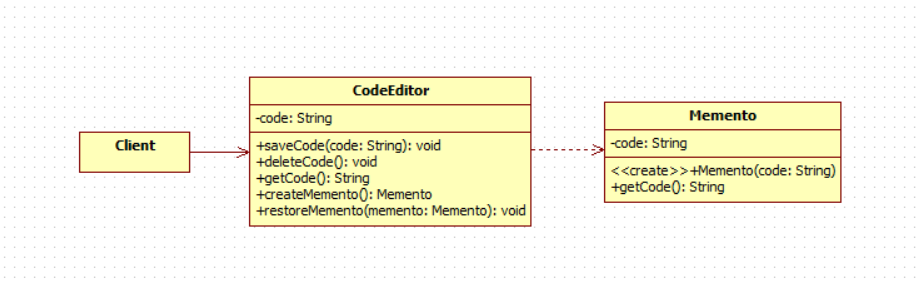 Client
CodeEditor
-code: String
+saveCode(code: String): void
+deleteCode(): void
+getCode(): String
+createMemento(): Memento
+restoreMemento(memento: Memento): void
Memento
-code: String
<<create>>+Memento(code: String)
+getCode(): String